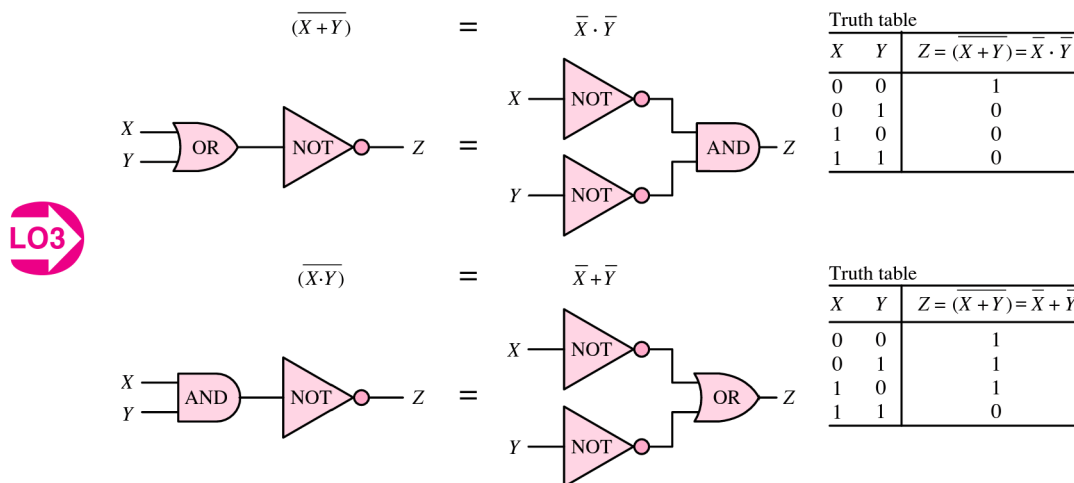 (X̅ ̅+̅ ̅Y̅) = X̅ · Y̅
X
Y
OR
NOT
Z
=
X
NOT
Y
NOT
AND
Z
Truth table
X Y Z = (X̅ ̅+̅ ̅Y̅) = X̅ · Y̅
0 0 1
0 1 0
1 0 0
1 1 0
LO3
(X̅·̅Y̅) = X̅ + Y̅
X
Y
AND
NOT
Z
=
X
NOT
Y
NOT
OR
Z
Truth table
X Y Z = (X̅ ̅+̅ ̅Y̅) = X̅ + Y̅
0 0 1
0 1 1
1 0 1
1 1 0